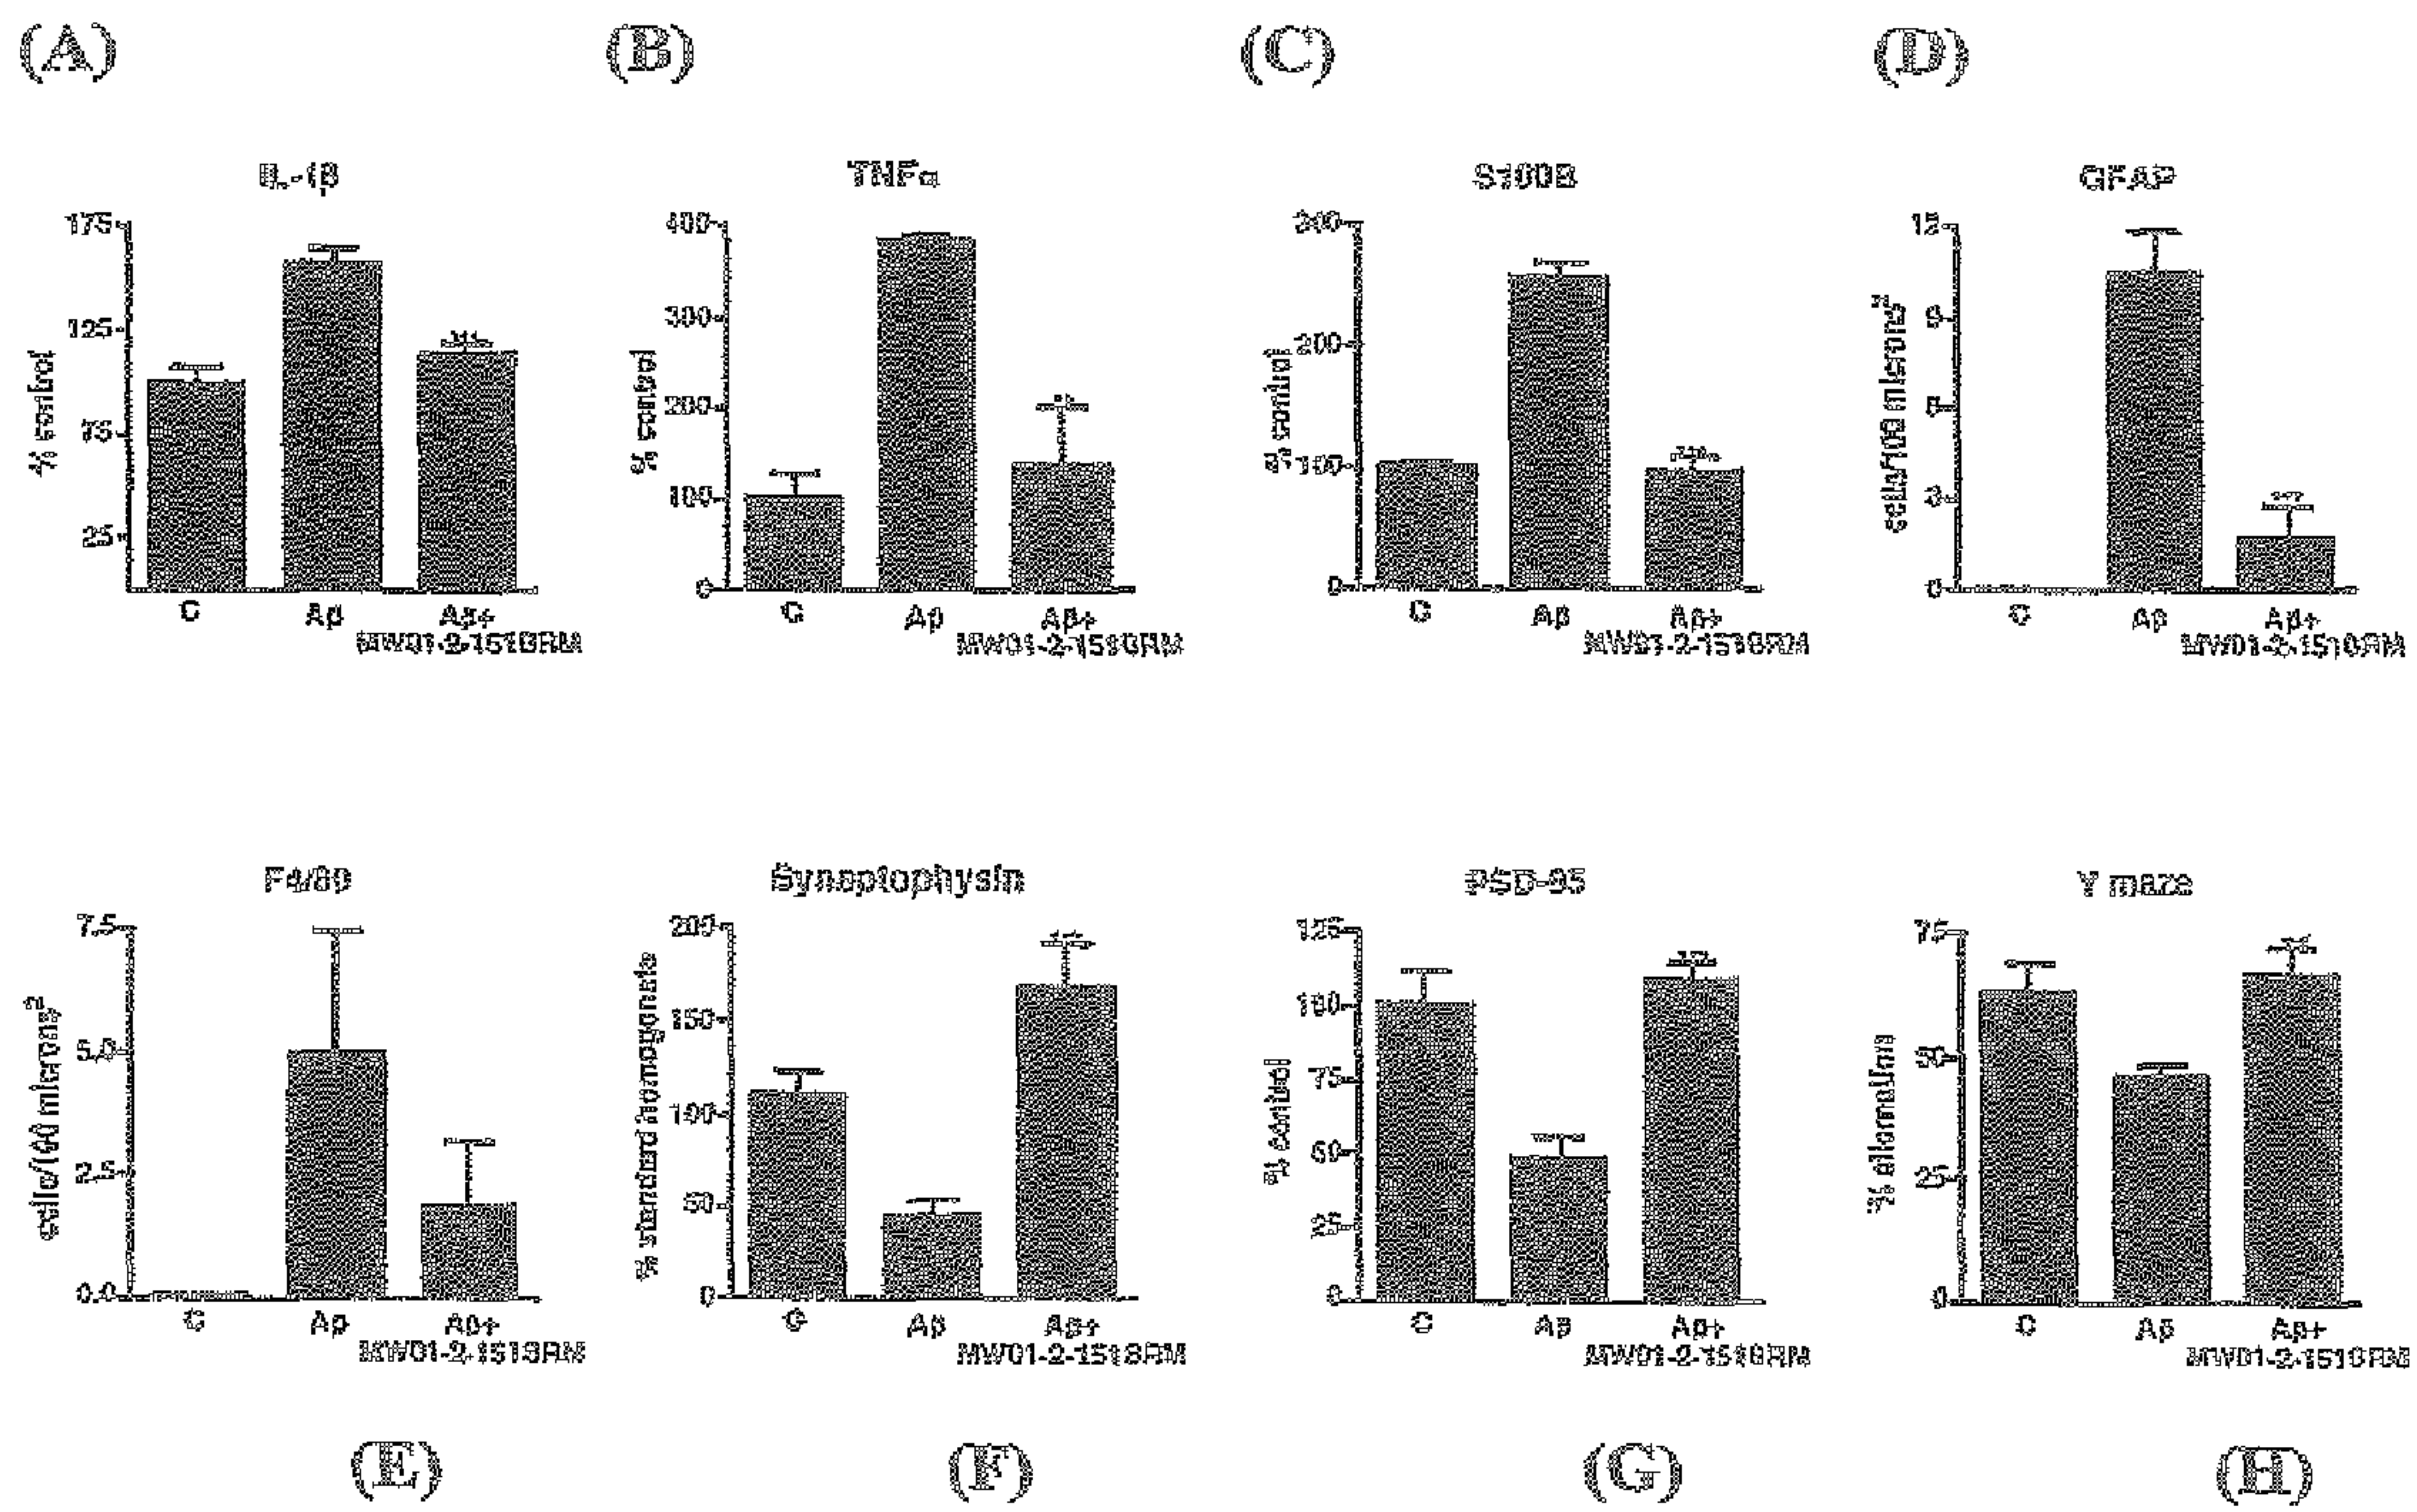 (A)
(B)
(C)
(D)
IL-1β
175
125
75
25
% control
C
Aβ
Aβ+
TNFα
400
300
200
100
0
% control
C
Aβ
Aβ+
S100B
300
200
100
0
% control
C
Aβ
Aβ+
GFAP
12
9
6
3
0
cells/100 microns2
C
Aβ
Aβ+
F4/80
7.5
5.0
2.5
0.0
cells/100 microns2
C
Aβ
Aβ+
Synaptophysin
200
150
100
50
0
% standard homogenate
C
Aβ
Aβ+
PSD-95
125
100
75
50
25
0
% control
C
Aβ
Aβ+
Y maze
75
50
25
0
% alternation
C
Aβ
Aβ+
(E)
(F)
(G)
(H)